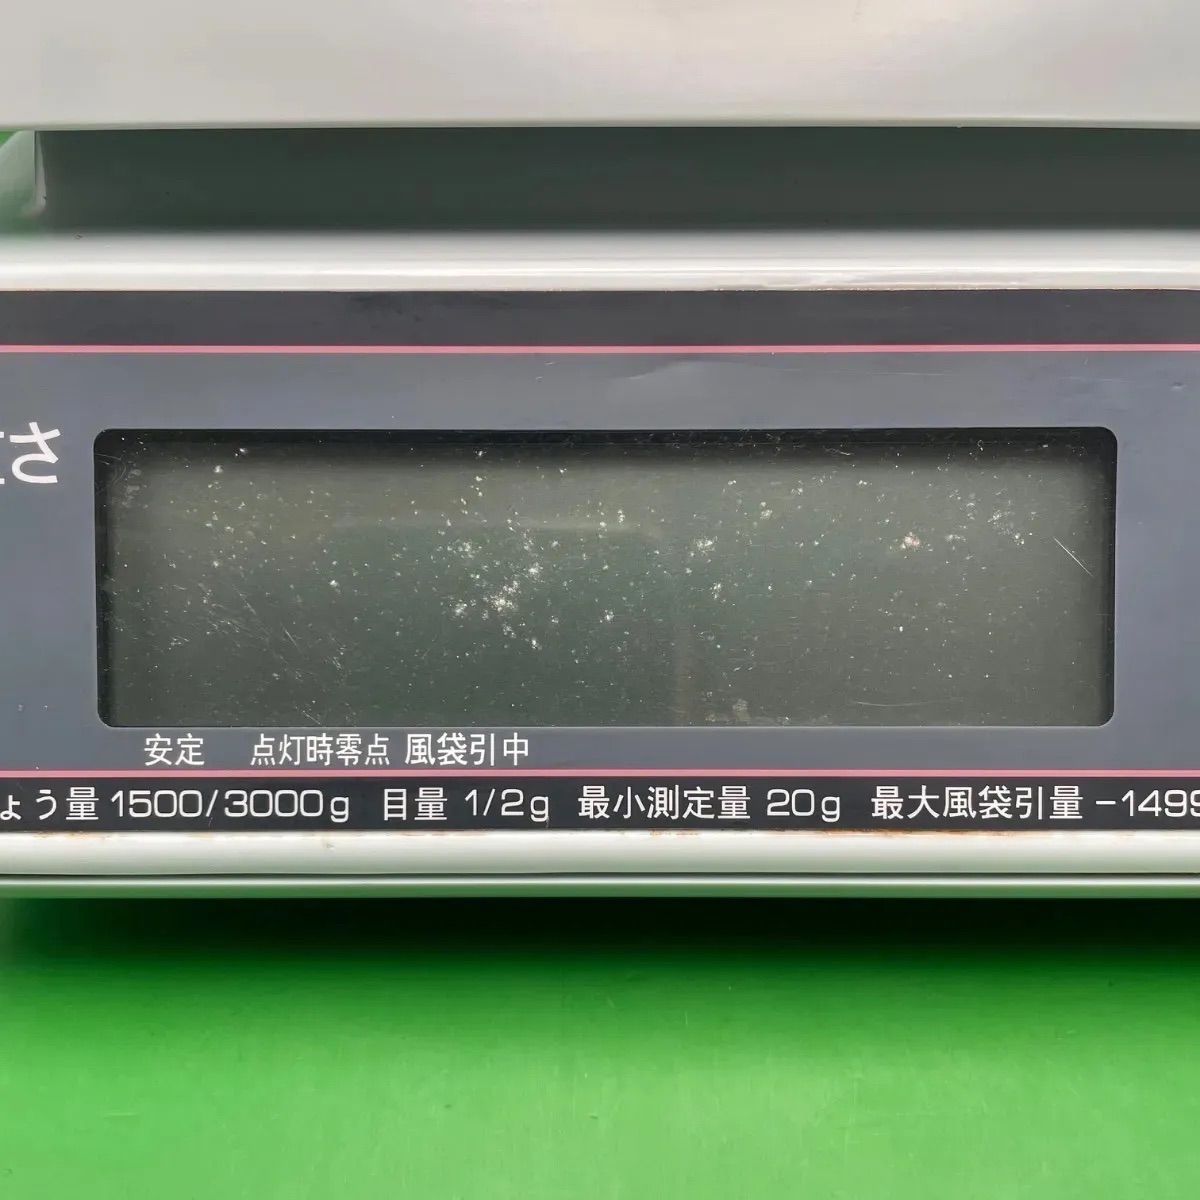 さ
安定 点灯時零点 風袋引中
ょう量 1500/3000g 目量 1/2g 最小測定量 20g 最大風袋引量 -1499